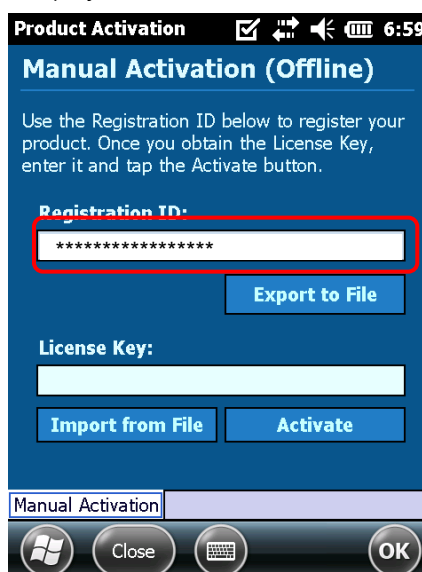 Product Activation 6:59
Manual Activation (Offline)
Use the Registration ID below to register your
product. Once you obtain the License Key,
enter it and tap the Activate button.
Registration ID:
*****************
Export to File
License Key:
Import from File Activate
Manual Activation
Close OK